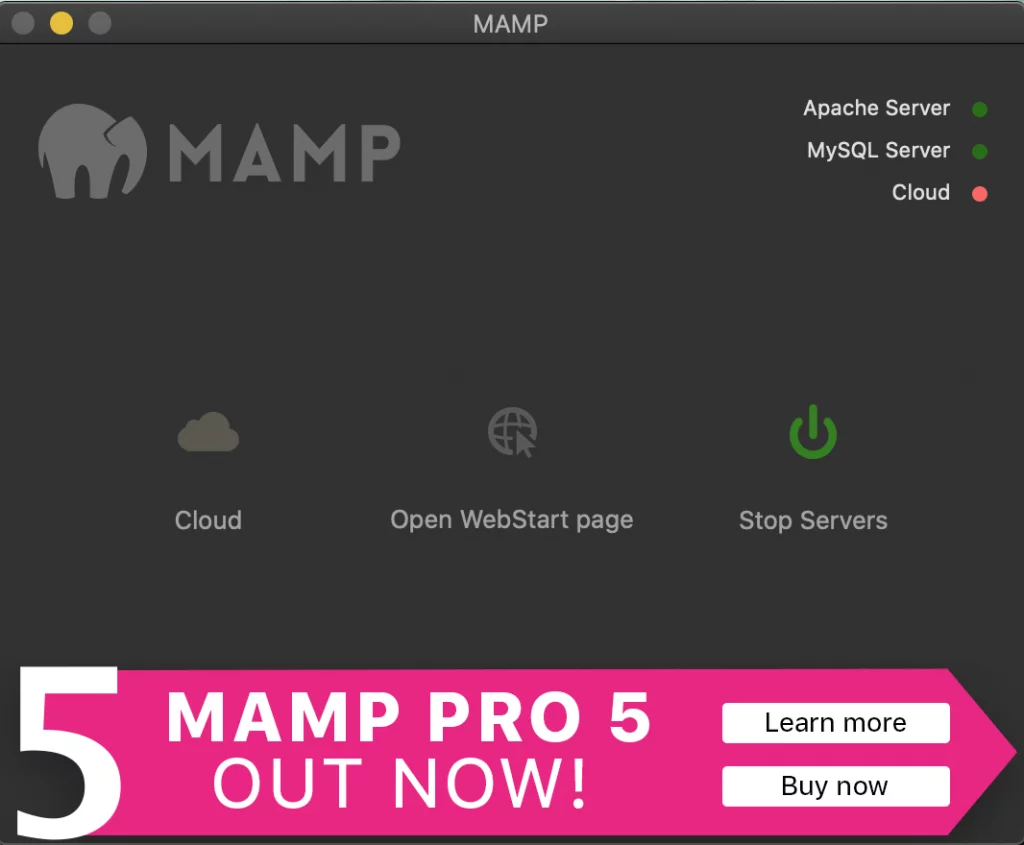 MAMP
MAMP
Apache Server
MySQL Server
Cloud
Cloud
Open WebStart page
Stop Servers
5
MAMP PRO 5
OUT NOW!
Learn more
Buy now